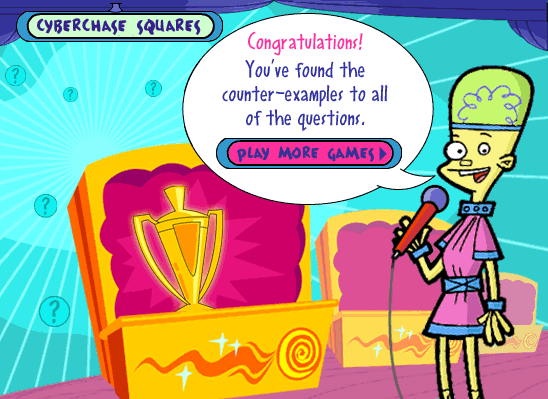 CYBERCHASE SQUARES
Congratulations!
You've found the
counter-examples to all
of the questions.
PLAY MORE GAMES